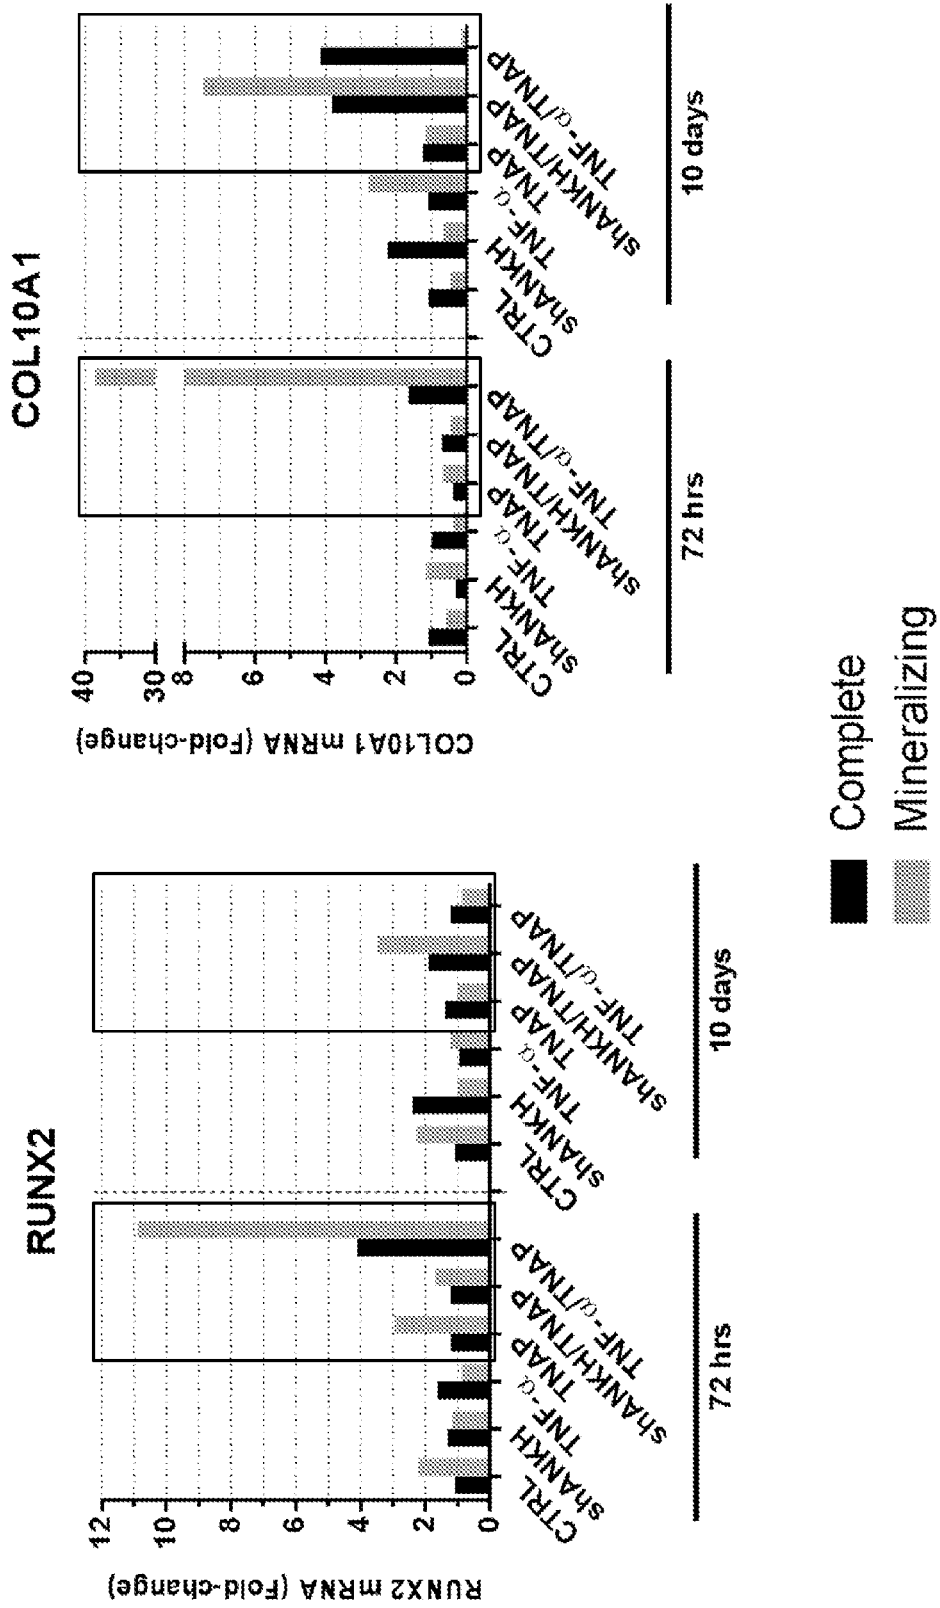 RUNX2
RUNX2 mRNA (Fold-change)
12
10
8
6
4
2
0
CTRL
shANKH
TNF-α
TNAP
shANKH/TNAP
TNF-α/TNAP
CTRL
shANKH
TNF-α
TNAP
shANKH/TNAP
TNF-α/TNAP
72 hrs
10 days
COL10A1
COL10A1 mRNA (Fold-change)
40
30
8
6
4
2
0
CTRL
shANKH
TNF-α
TNAP
shANKH/TNAP
TNF-α/TNAP
CTRL
shANKH
TNF-α
TNAP
shANKH/TNAP
TNF-α/TNAP
72 hrs
10 days
Complete
Mineralizing